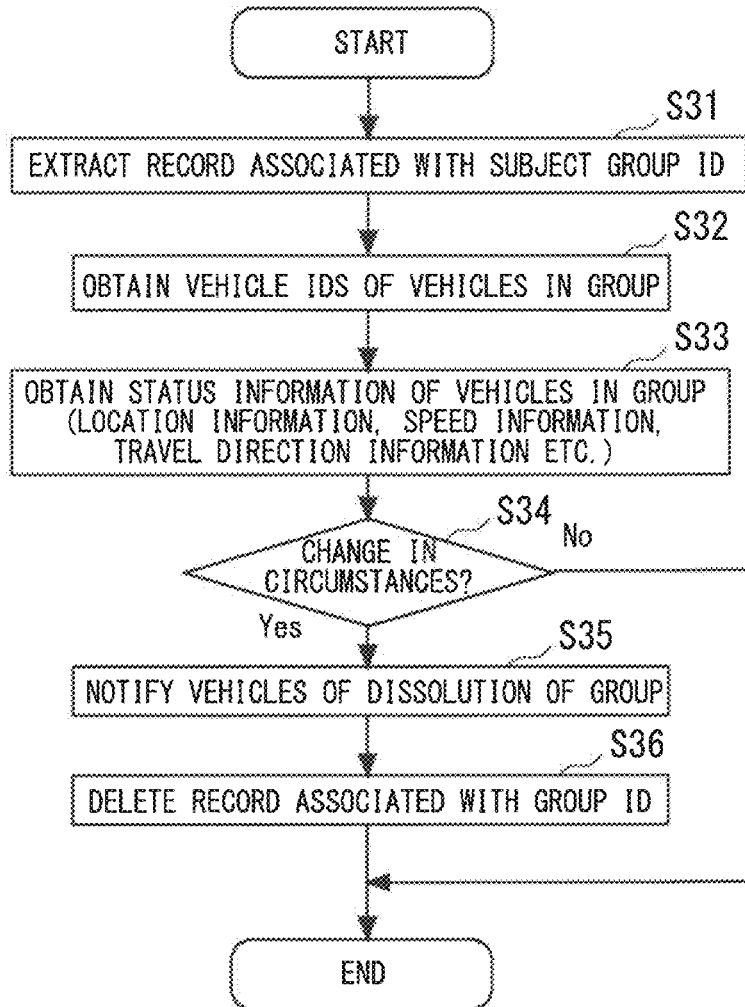 START
S31
EXTRACT RECORD ASSOCIATED WITH SUBJECT GROUP ID
S32
OBTAIN VEHICLE IDS OF VEHICLES IN GROUP
S33
OBTAIN STATUS INFORMATION OF VEHICLES IN GROUP
(LOCATION INFORMATION, SPEED INFORMATION,
TRAVEL DIRECTION INFORMATION ETC.)
S34
No
CHANGE IN
CIRCUMSTANCES?
Yes
S35
NOTIFY VEHICLES OF DISSOLUTION OF GROUP
S36
DELETE RECORD ASSOCIATED WITH GROUP ID
END